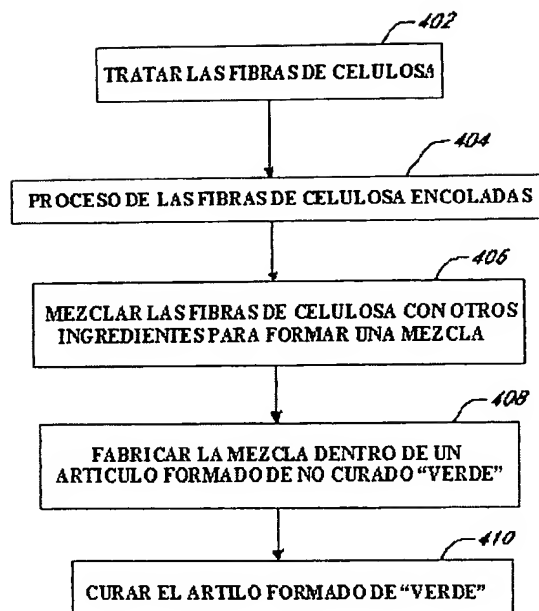 402
TRATAR LAS FIBRAS DE CELULOSA
404
PROCESO DE LAS FIBRAS DE CELULOSA ENCOLADAS
406
MEZCLAR LAS FIBRAS DE CELULOSA CON OTROS
INGREDIENTES PARA FORMAR UNA MEZCLA
408
FABRICAR LA MEZCLA DENTRO DE UN
ARTICULO FORMADO DE NO CURADO “VERDE”
410
CURAR EL ARTILO FORMADO DE “VERDE”